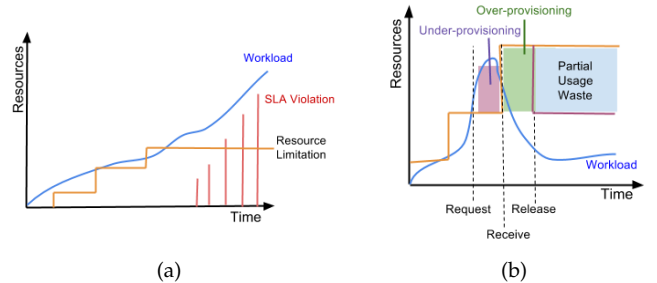 Resources
Workload
SLA Violation
Resource
Limitation
Time
(a)
Resources
Over-provisioning
Under-provisioning
Partial
Usage
Waste
Workload
Time
Request
Release
Receive
(b)